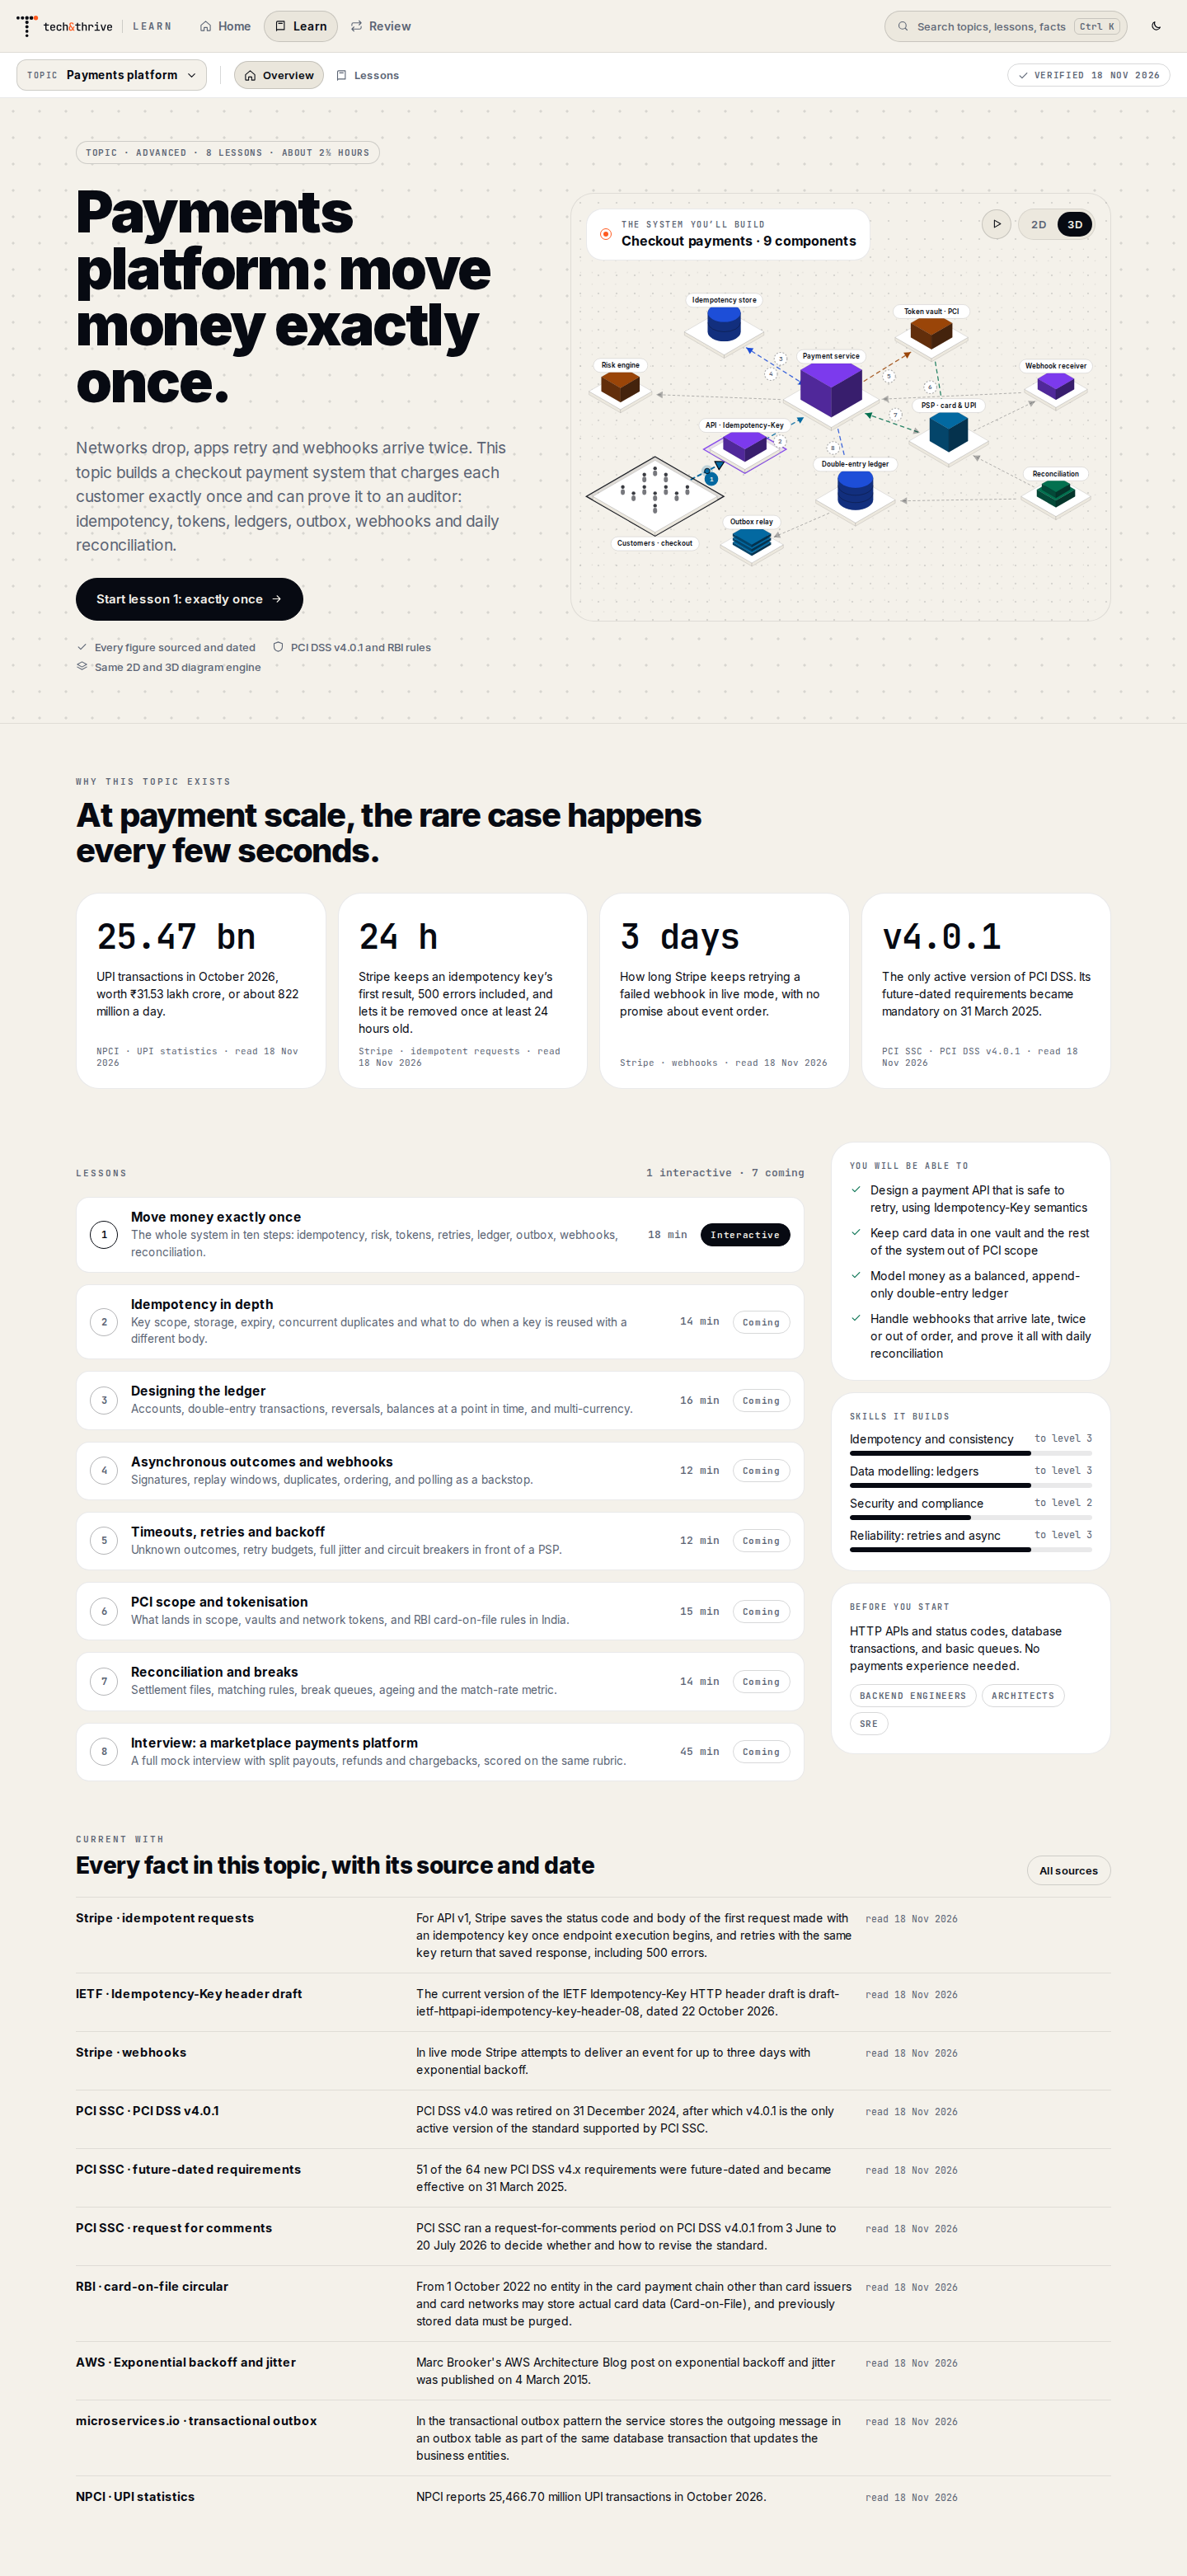 tech&thrive
LEARN
Home
Learn
Review
Search topics, lessons, facts
Ctrl K
TOPIC
Payments platform
Overview
Lessons
VERIFIED 18 NOV 2026
TOPIC · ADVANCED · 8 LESSONS · ABOUT 2½ HOURS
Payments
platform: move
money exactly
once.
Networks drop, apps retry and webhooks arrive twice. This
topic builds a checkout payment system that charges each
customer exactly once and can prove it to an auditor:
idempotency, tokens, ledgers, outbox, webhooks and daily
reconciliation.
Start lesson 1: exactly once
Every figure sourced and dated
PCI DSS v4.0.1 and RBI rules
Same 2D and 3D diagram engine
THE SYSTEM YOU'LL BUILD
Checkout payments · 9 components
2D
3D
Idempotency store
Token vault · PCI
Payment service
Risk engine
Webhook receiver
3
4
5
6
PSP · card & UPI
7
API · Idempotency-Key
2
8
Double-entry ledger
1
Reconciliation
Outbox relay
Customers · checkout
WHY THIS TOPIC EXISTS
At payment scale, the rare case happens
every few seconds.
25.47 bn
UPI transactions in October 2026,
worth ₹31.53 lakh crore, or about 822
million a day.
NPCI · UPI statistics · read 18 Nov
2026
24 h
Stripe keeps an idempotency key's
first result, 500 errors included, and
lets it be removed once at least 24
hours old.
Stripe · idempotent requests · read
18 Nov 2026
3 days
How long Stripe keeps retrying a
failed webhook in live mode, with no
promise about event order.
Stripe · webhooks · read 18 Nov 2026
v4.0.1
The only active version of PCI DSS. Its
future-dated requirements became
mandatory on 31 March 2025.
PCI SSC · PCI DSS v4.0.1 · read 18
Nov 2026
LESSONS
1 interactive · 7 coming
1
Move money exactly once
The whole system in ten steps: idempotency, risk, tokens, retries, ledger, outbox, webhooks,
reconciliation.
18 min
Interactive
2
Idempotency in depth
Key scope, storage, expiry, concurrent duplicates and what to do when a key is reused with a
different body.
14 min
Coming
3
Designing the ledger
Accounts, double-entry transactions, reversals, balances at a point in time, and multi-currency.
16 min
Coming
4
Asynchronous outcomes and webhooks
Signatures, replay windows, duplicates, ordering, and polling as a backstop.
12 min
Coming
5
Timeouts, retries and backoff
Unknown outcomes, retry budgets, full jitter and circuit breakers in front of a PSP.
12 min
Coming
6
PCI scope and tokenisation
What lands in scope, vaults and network tokens, and RBI card-on-file rules in India.
15 min
Coming
7
Reconciliation and breaks
Settlement files, matching rules, break queues, ageing and the match-rate metric.
14 min
Coming
8
Interview: a marketplace payments platform
A full mock interview with split payouts, refunds and chargebacks, scored on the same rubric.
45 min
Coming
YOU WILL BE ABLE TO
Design a payment API that is safe to
retry, using Idempotency-Key semantics
Keep card data in one vault and the rest
of the system out of PCI scope
Model money as a balanced, append-
only double-entry ledger
Handle webhooks that arrive late, twice
or out of order, and prove it all with daily
reconciliation
SKILLS IT BUILDS
Idempotency and consistency
to level 3
Data modelling: ledgers
to level 3
Security and compliance
to level 2
Reliability: retries and async
to level 3
BEFORE YOU START
HTTP APIs and status codes, database
transactions, and basic queues. No
payments experience needed.
BACKEND ENGINEERS
ARCHITECTS
SRE
CURRENT WITH
Every fact in this topic, with its source and date
All sources
Stripe · idempotent requests
For API v1, Stripe saves the status code and body of the first request made with
an idempotency key once endpoint execution begins, and retries with the same
key return that saved response, including 500 errors.
read 18 Nov 2026
IETF · Idempotency-Key header draft
The current version of the IETF Idempotency-Key HTTP header draft is draft-
ietf-httpapi-idempotency-key-header-08, dated 22 October 2026.
read 18 Nov 2026
Stripe · webhooks
In live mode Stripe attempts to deliver an event for up to three days with
exponential backoff.
read 18 Nov 2026
PCI SSC · PCI DSS v4.0.1
PCI DSS v4.0 was retired on 31 December 2024, after which v4.0.1 is the only
active version of the standard supported by PCI SSC.
read 18 Nov 2026
PCI SSC · future-dated requirements
51 of the 64 new PCI DSS v4.x requirements were future-dated and became
effective on 31 March 2025.
read 18 Nov 2026
PCI SSC · request for comments
PCI SSC ran a request-for-comments period on PCI DSS v4.0.1 from 3 June to
20 July 2026 to decide whether and how to revise the standard.
read 18 Nov 2026
RBI · card-on-file circular
From 1 October 2022 no entity in the card payment chain other than card issuers
and card networks may store actual card data (Card-on-File), and previously
stored data must be purged.
read 18 Nov 2026
AWS · Exponential backoff and jitter
Marc Brooker's AWS Architecture Blog post on exponential backoff and jitter
was published on 4 March 2015.
read 18 Nov 2026
microservices.io · transactional outbox
In the transactional outbox pattern the service stores the outgoing message in
an outbox table as part of the same database transaction that updates the
business entities.
read 18 Nov 2026
NPCI · UPI statistics
NPCI reports 25,466.70 million UPI transactions in October 2026.
read 18 Nov 2026